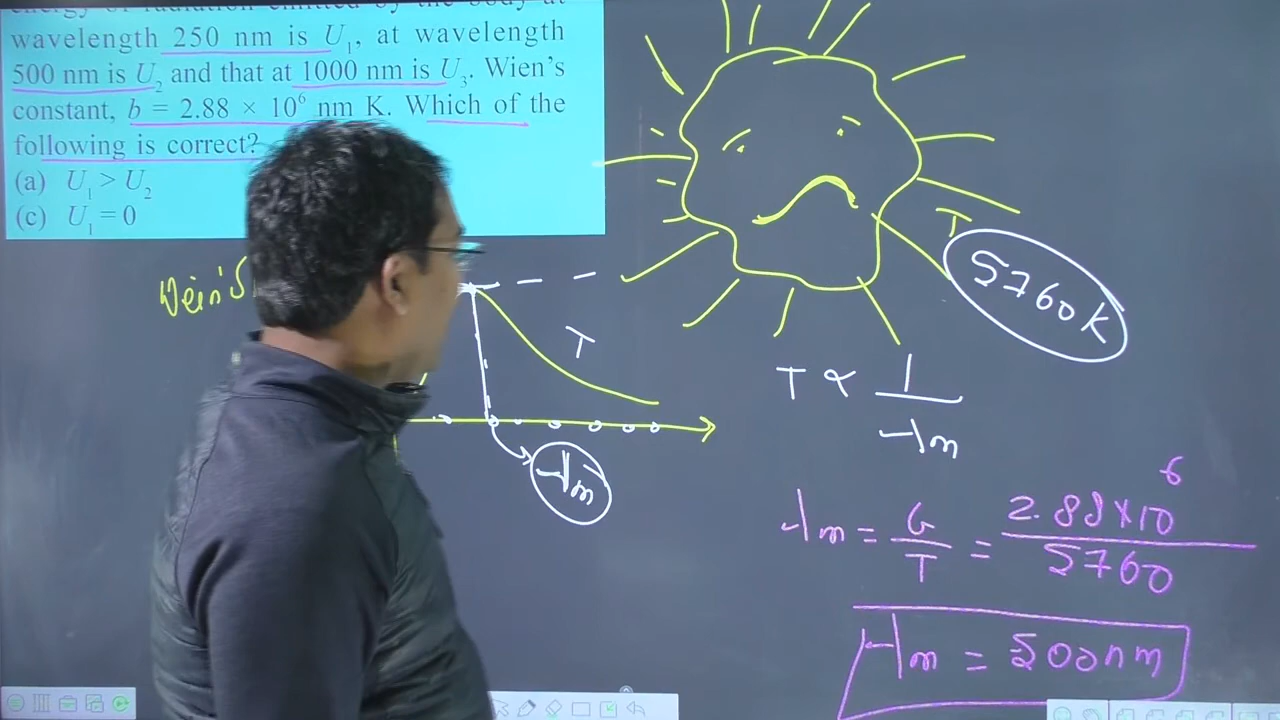 wavelength 250 nm is U₁, at wavelength
500 nm is U₂ and that at 1000 nm is U₃. Wien's
constant, b = 2.88 × 10⁶ nm K. Which of the
following is correct?
(a) U₁ > U₂
(c) U₁ = 0
T
5760K
T
T ∝ 1/λm
λm
λm = b/T = 2.88×10⁶/5760
λm = 500nm